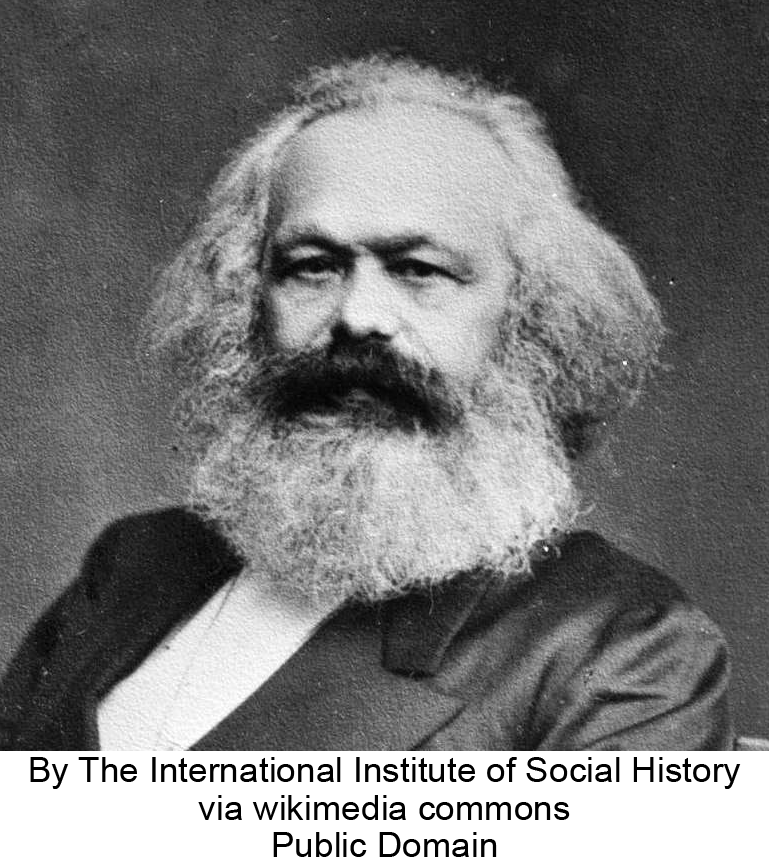 By The International Institute of Social History
via wikimedia commons
Public Domain